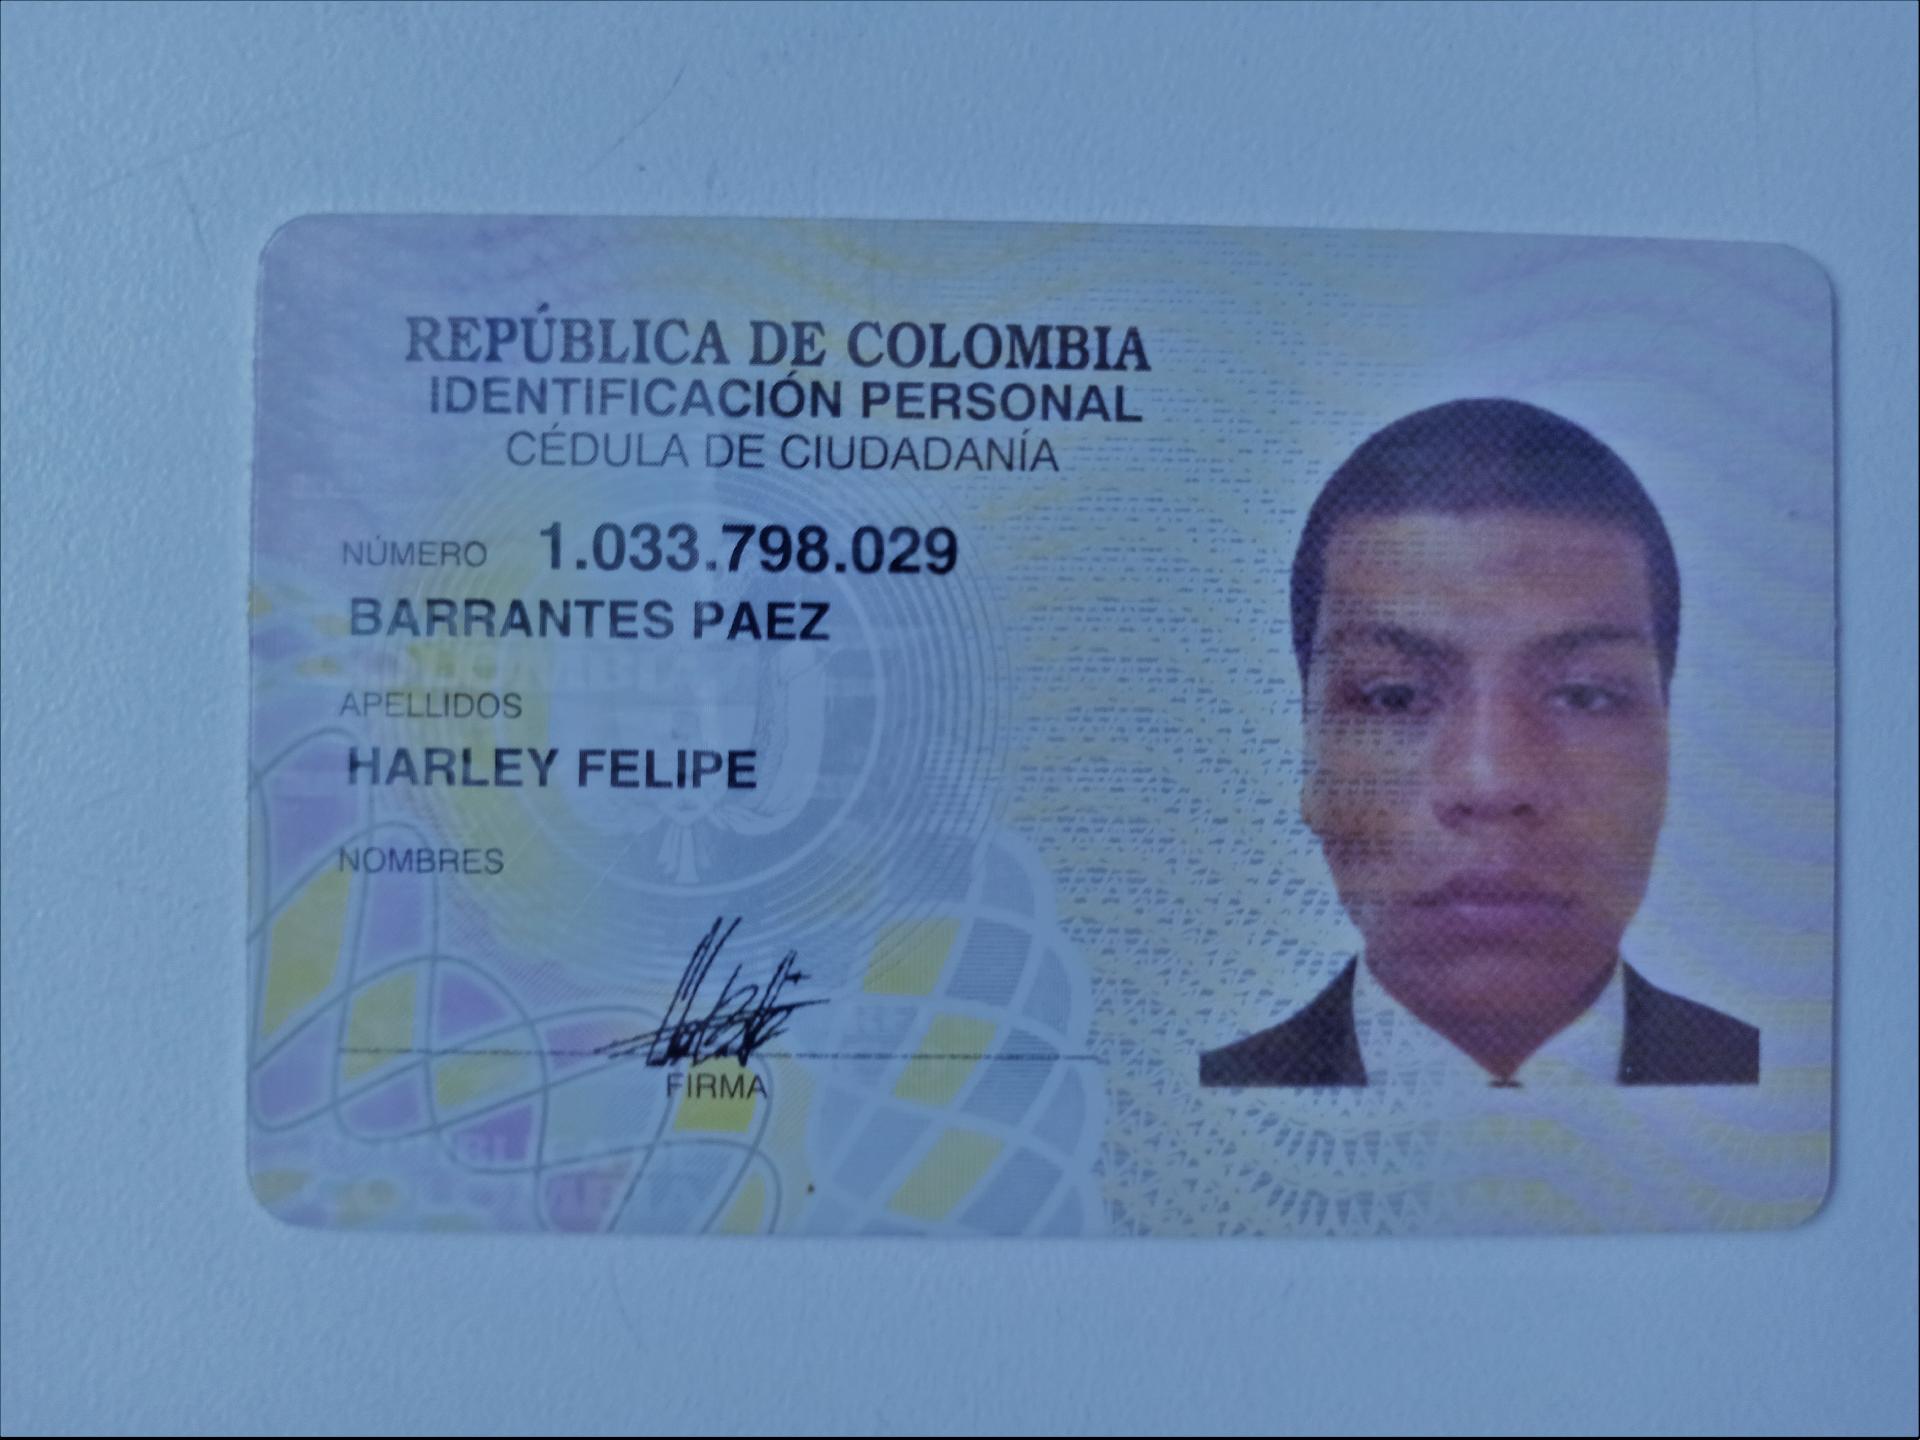 REPÚBLICA DE COLOMBIA
IDENTIFICACIÓN PERSONAL
CÉDULA DE CIUDADANÍA
NÚMERO 1.033.798.029
BARRANTES PAEZ
APELLIDOS
HARLEY FELIPE
NOMBRES
FIRMA